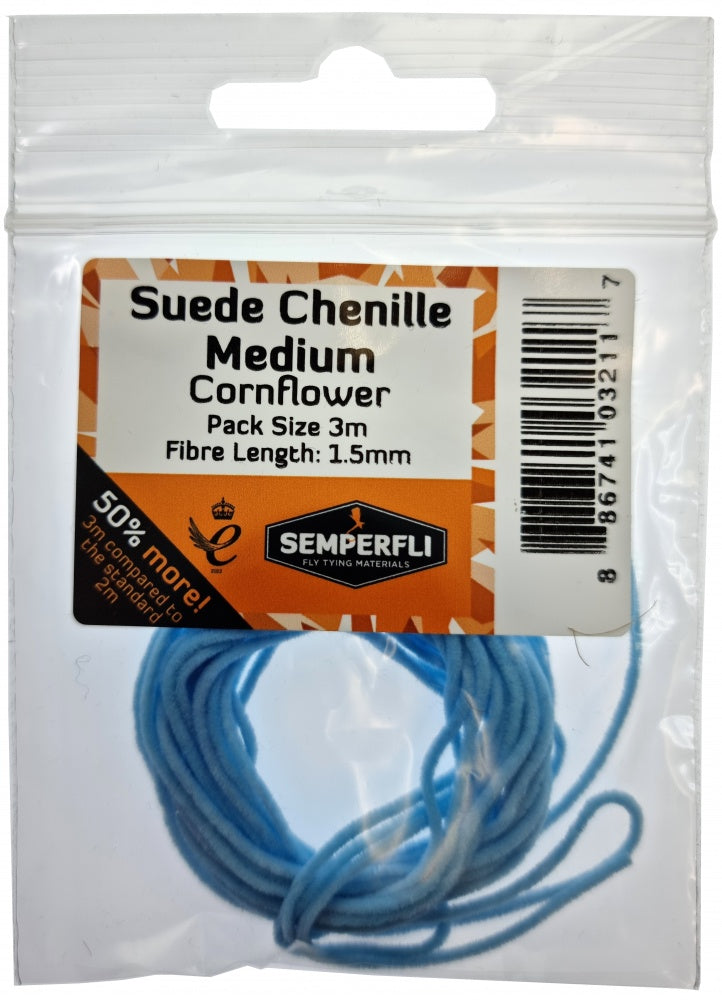 Suede Chenille
Medium
Cornflower
Pack Size 3m
Fibre Length: 1.5mm
50% more!
3m compared to
the standard
2m
e
2022
SEMPERFLI
FLY TYING MATERIALS
8 86741 03211 7